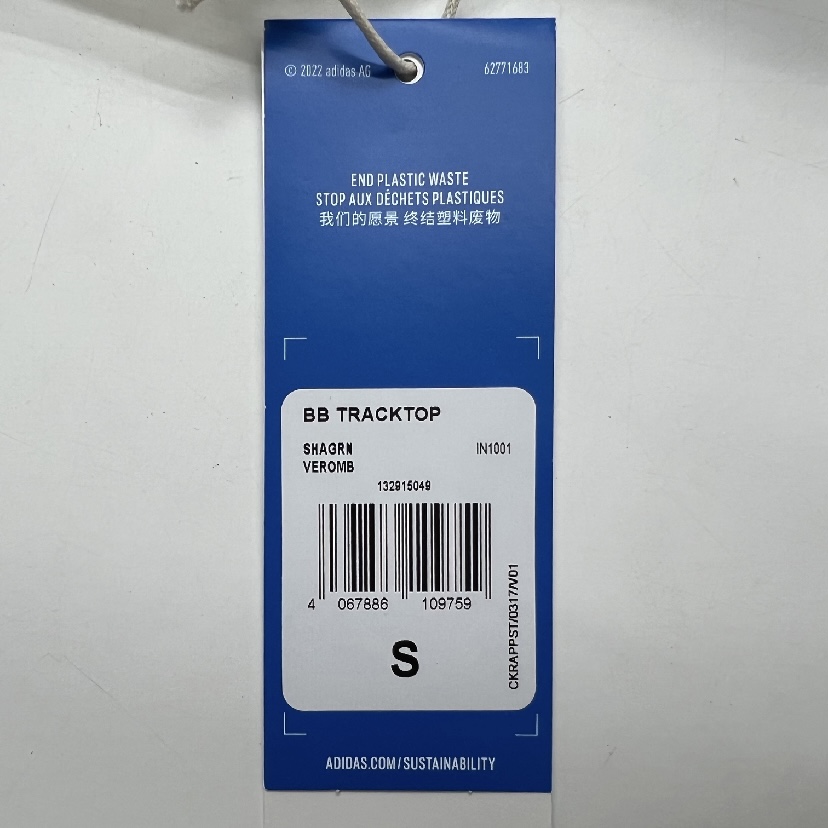 © 2022 adidas AG 62771683
END PLASTIC WASTE
STOP AUX DÉCHETS PLASTIQUES
我们的愿景 终结塑料废物
BB TRACKTOP
SHAGRN IN1001
VEROMB
132915049
4 067886 109759
CKRAPPST/0317/V01
S
ADIDAS.COM/SUSTAINABILITY